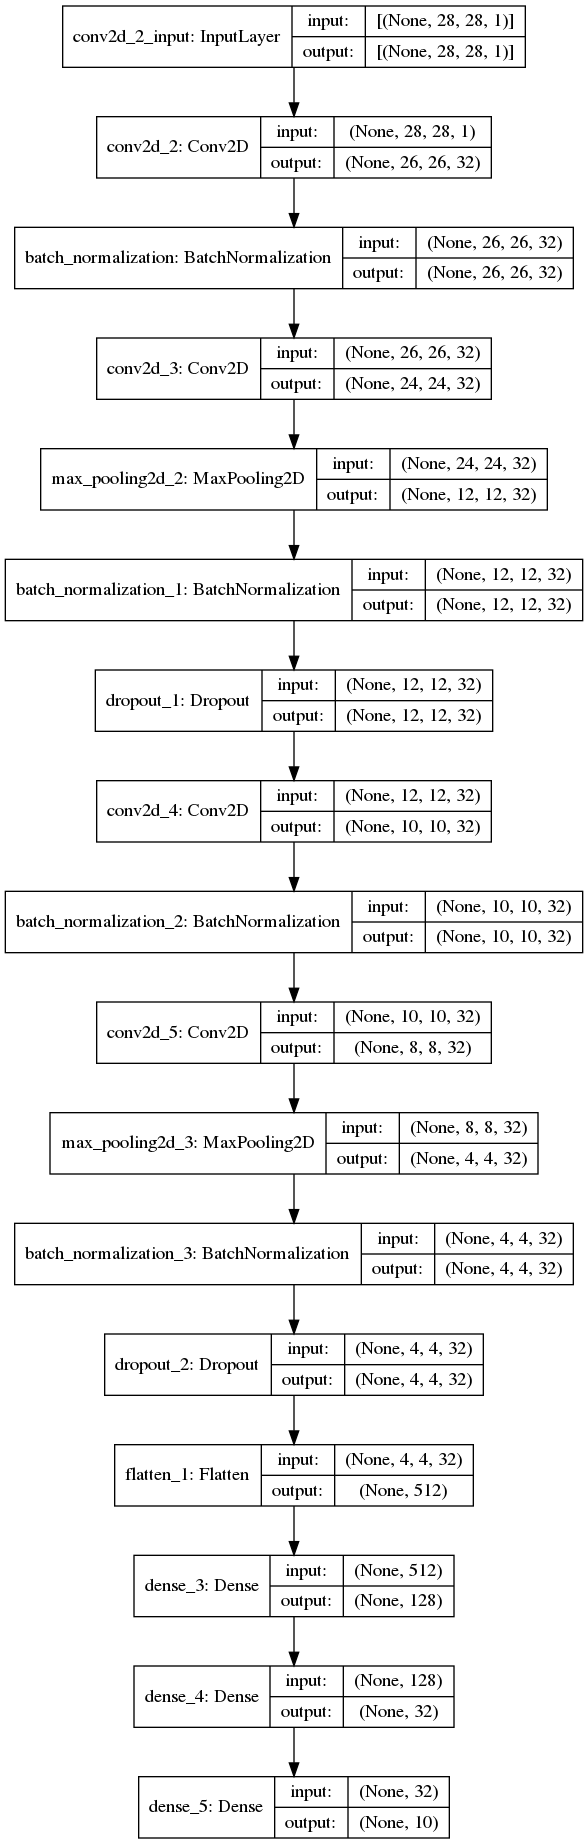 conv2d_2_input: InputLayer
input: [(None, 28, 28, 1)]
output: [(None, 28, 28, 1)]
conv2d_2: Conv2D
input: (None, 28, 28, 1)
output: (None, 26, 26, 32)
batch_normalization: BatchNormalization
input: (None, 26, 26, 32)
output: (None, 26, 26, 32)
conv2d_3: Conv2D
input: (None, 26, 26, 32)
output: (None, 24, 24, 32)
max_pooling2d_2: MaxPooling2D
input: (None, 24, 24, 32)
output: (None, 12, 12, 32)
batch_normalization_1: BatchNormalization
input: (None, 12, 12, 32)
output: (None, 12, 12, 32)
dropout_1: Dropout
input: (None, 12, 12, 32)
output: (None, 12, 12, 32)
conv2d_4: Conv2D
input: (None, 12, 12, 32)
output: (None, 10, 10, 32)
batch_normalization_2: BatchNormalization
input: (None, 10, 10, 32)
output: (None, 10, 10, 32)
conv2d_5: Conv2D
input: (None, 10, 10, 32)
output: (None, 8, 8, 32)
max_pooling2d_3: MaxPooling2D
input: (None, 8, 8, 32)
output: (None, 4, 4, 32)
batch_normalization_3: BatchNormalization
input: (None, 4, 4, 32)
output: (None, 4, 4, 32)
dropout_2: Dropout
input: (None, 4, 4, 32)
output: (None, 4, 4, 32)
flatten_1: Flatten
input: (None, 4, 4, 32)
output: (None, 512)
dense_3: Dense
input: (None, 512)
output: (None, 128)
dense_4: Dense
input: (None, 128)
output: (None, 32)
dense_5: Dense
input: (None, 32)
output: (None, 10)